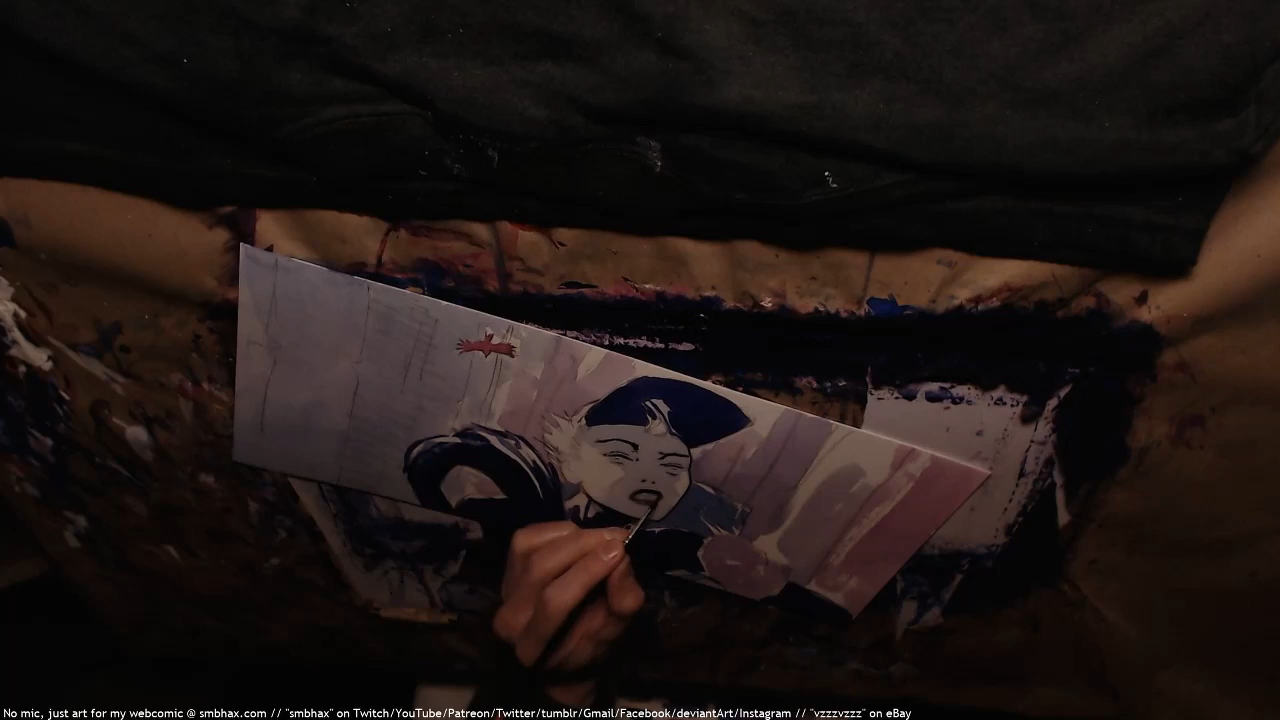 No mic, just art for my webcomic @ smbhax.com // "smbhax" on Twitch/YouTube/Patreon/Twitter/tumblr/Gmail/Facebook/deviantArt/Instagram // "vzzzvzzz" on eBay